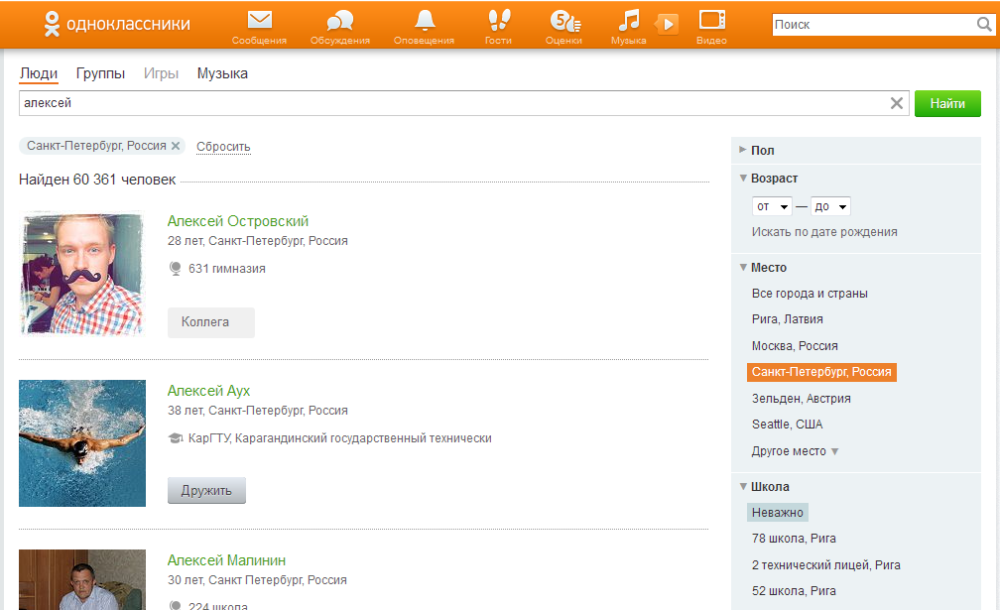 одноклассники
Сообщения
Обсуждения
Оповещения
Гости
5
Оценки
Музыка
Видео
Поиск
Люди Группы Игры Музыка
алексей
Найти
Санкт-Петербург, Россия
Сбросить
Найден 60 361 человек
Алексей Островский
28 лет, Санкт-Петербург, Россия
631 гимназия
Коллега
Алексей Аух
38 лет, Санкт-Петербург, Россия
КарГТУ, Карагандинский государственный технически
Дружить
Алексей Малинин
30 лет, Санкт Петербург, Россия
224 школа
Пол
Возраст
от — до
Искать по дате рождения
Место
Все города и страны
Рига, Латвия
Москва, Россия
Санкт-Петербург, Россия
Зельден, Австрия
Seattle, США
Другое место
Школа
Неважно
78 школа, Рига
2 технический лицей, Рига
52 школа, Рига